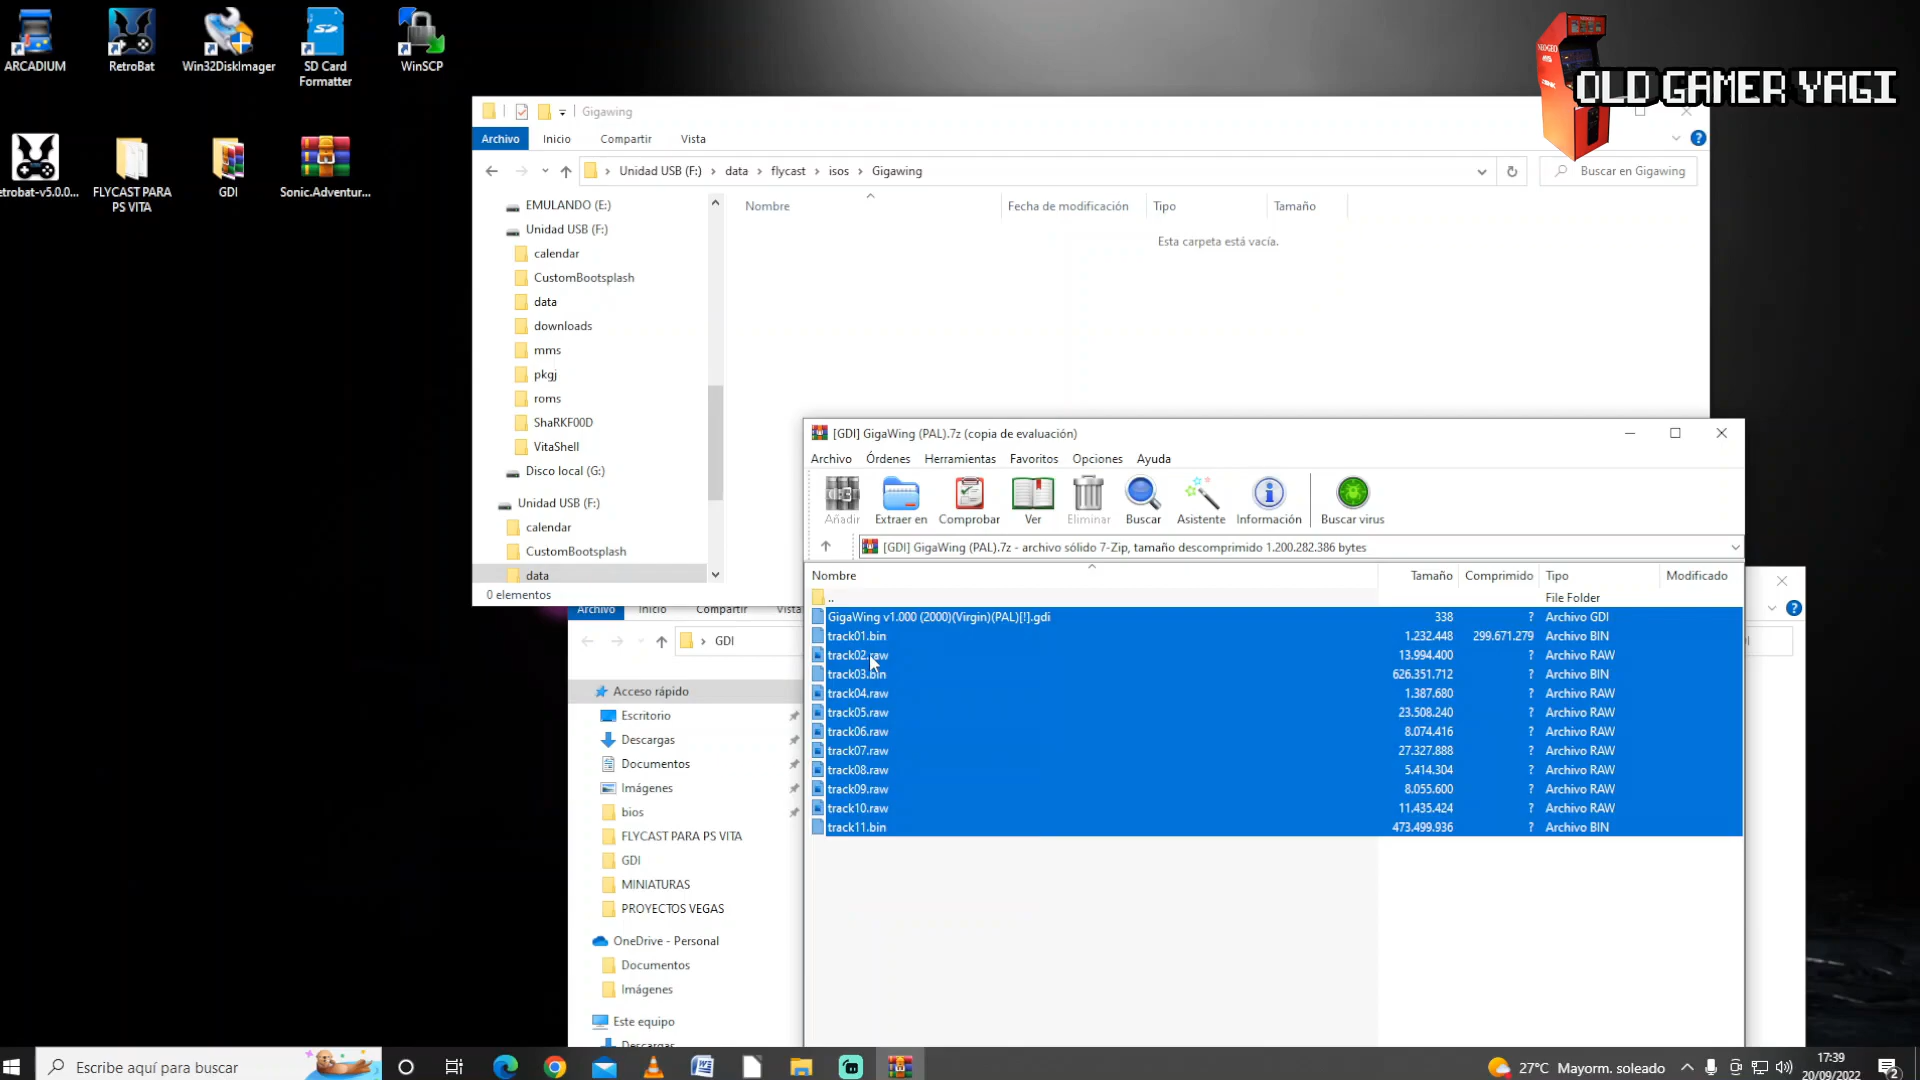 ARCADIUM
RetroBat
Win32DiskImager
SD Card
Formatter
WinSCP
OLD GAMER YAGI
etrobat-v5.0.0...
FLYCAST PARA
PS VITA
GDI
Sonic.Adventur...
Gigawing
Archivo
Inicio
Compartir
Vista
Unidad USB (F:)
data
flycast
isos
Gigawing
Buscar en Gigawing
EMULANDO (E:)
Unidad USB (F:)
calendar
CustomBootsplash
data
downloads
mms
pkgj
roms
ShaRKF00D
VitaShell
Disco local (G:)
Unidad USB (F:)
calendar
CustomBootsplash
data
0 elementos
Nombre
Fecha de modificación
Tipo
Tamaño
Esta carpeta está vacía.
Archivo
Inicio
Compartir
Vista
GDI
Acceso rápido
Escritorio
Descargas
Documentos
Imágenes
bios
FLYCAST PARA PS VITA
GDI
MINIATURAS
PROYECTOS VEGAS
OneDrive - Personal
Documentos
Imágenes
Este equipo
Descargas
[GDI] GigaWing (PAL).7z (copia de evaluación)
Archivo Órdenes Herramientas Favoritos Opciones Ayuda
Añadir Extraer en Comprobar Ver Eliminar Buscar Asistente Información Buscar virus
[GDI] GigaWing (PAL).7z - archivo sólido 7-Zip, tamaño descomprimido 1.200.282.386 bytes
Nombre Tamaño Comprimido Tipo Modificado
.. File Folder
GigaWing v1.000 (2000)(Virgin)(PAL)[!].gdi 338 ? Archivo GDI
track01.bin 1.232.448 299.671.279 Archivo BIN
track02.raw 13.994.400 ? Archivo RAW
track03.bin 626.351.712 ? Archivo BIN
track04.raw 1.387.680 ? Archivo RAW
track05.raw 23.508.240 ? Archivo RAW
track06.raw 8.074.416 ? Archivo RAW
track07.raw 27.327.888 ? Archivo RAW
track08.raw 5.414.304 ? Archivo RAW
track09.raw 8.055.600 ? Archivo RAW
track10.raw 11.435.424 ? Archivo RAW
track11.bin 473.499.936 ? Archivo BIN
Escribe aquí para buscar
27°C Mayorm. soleado
17:39
20/09/2022
2